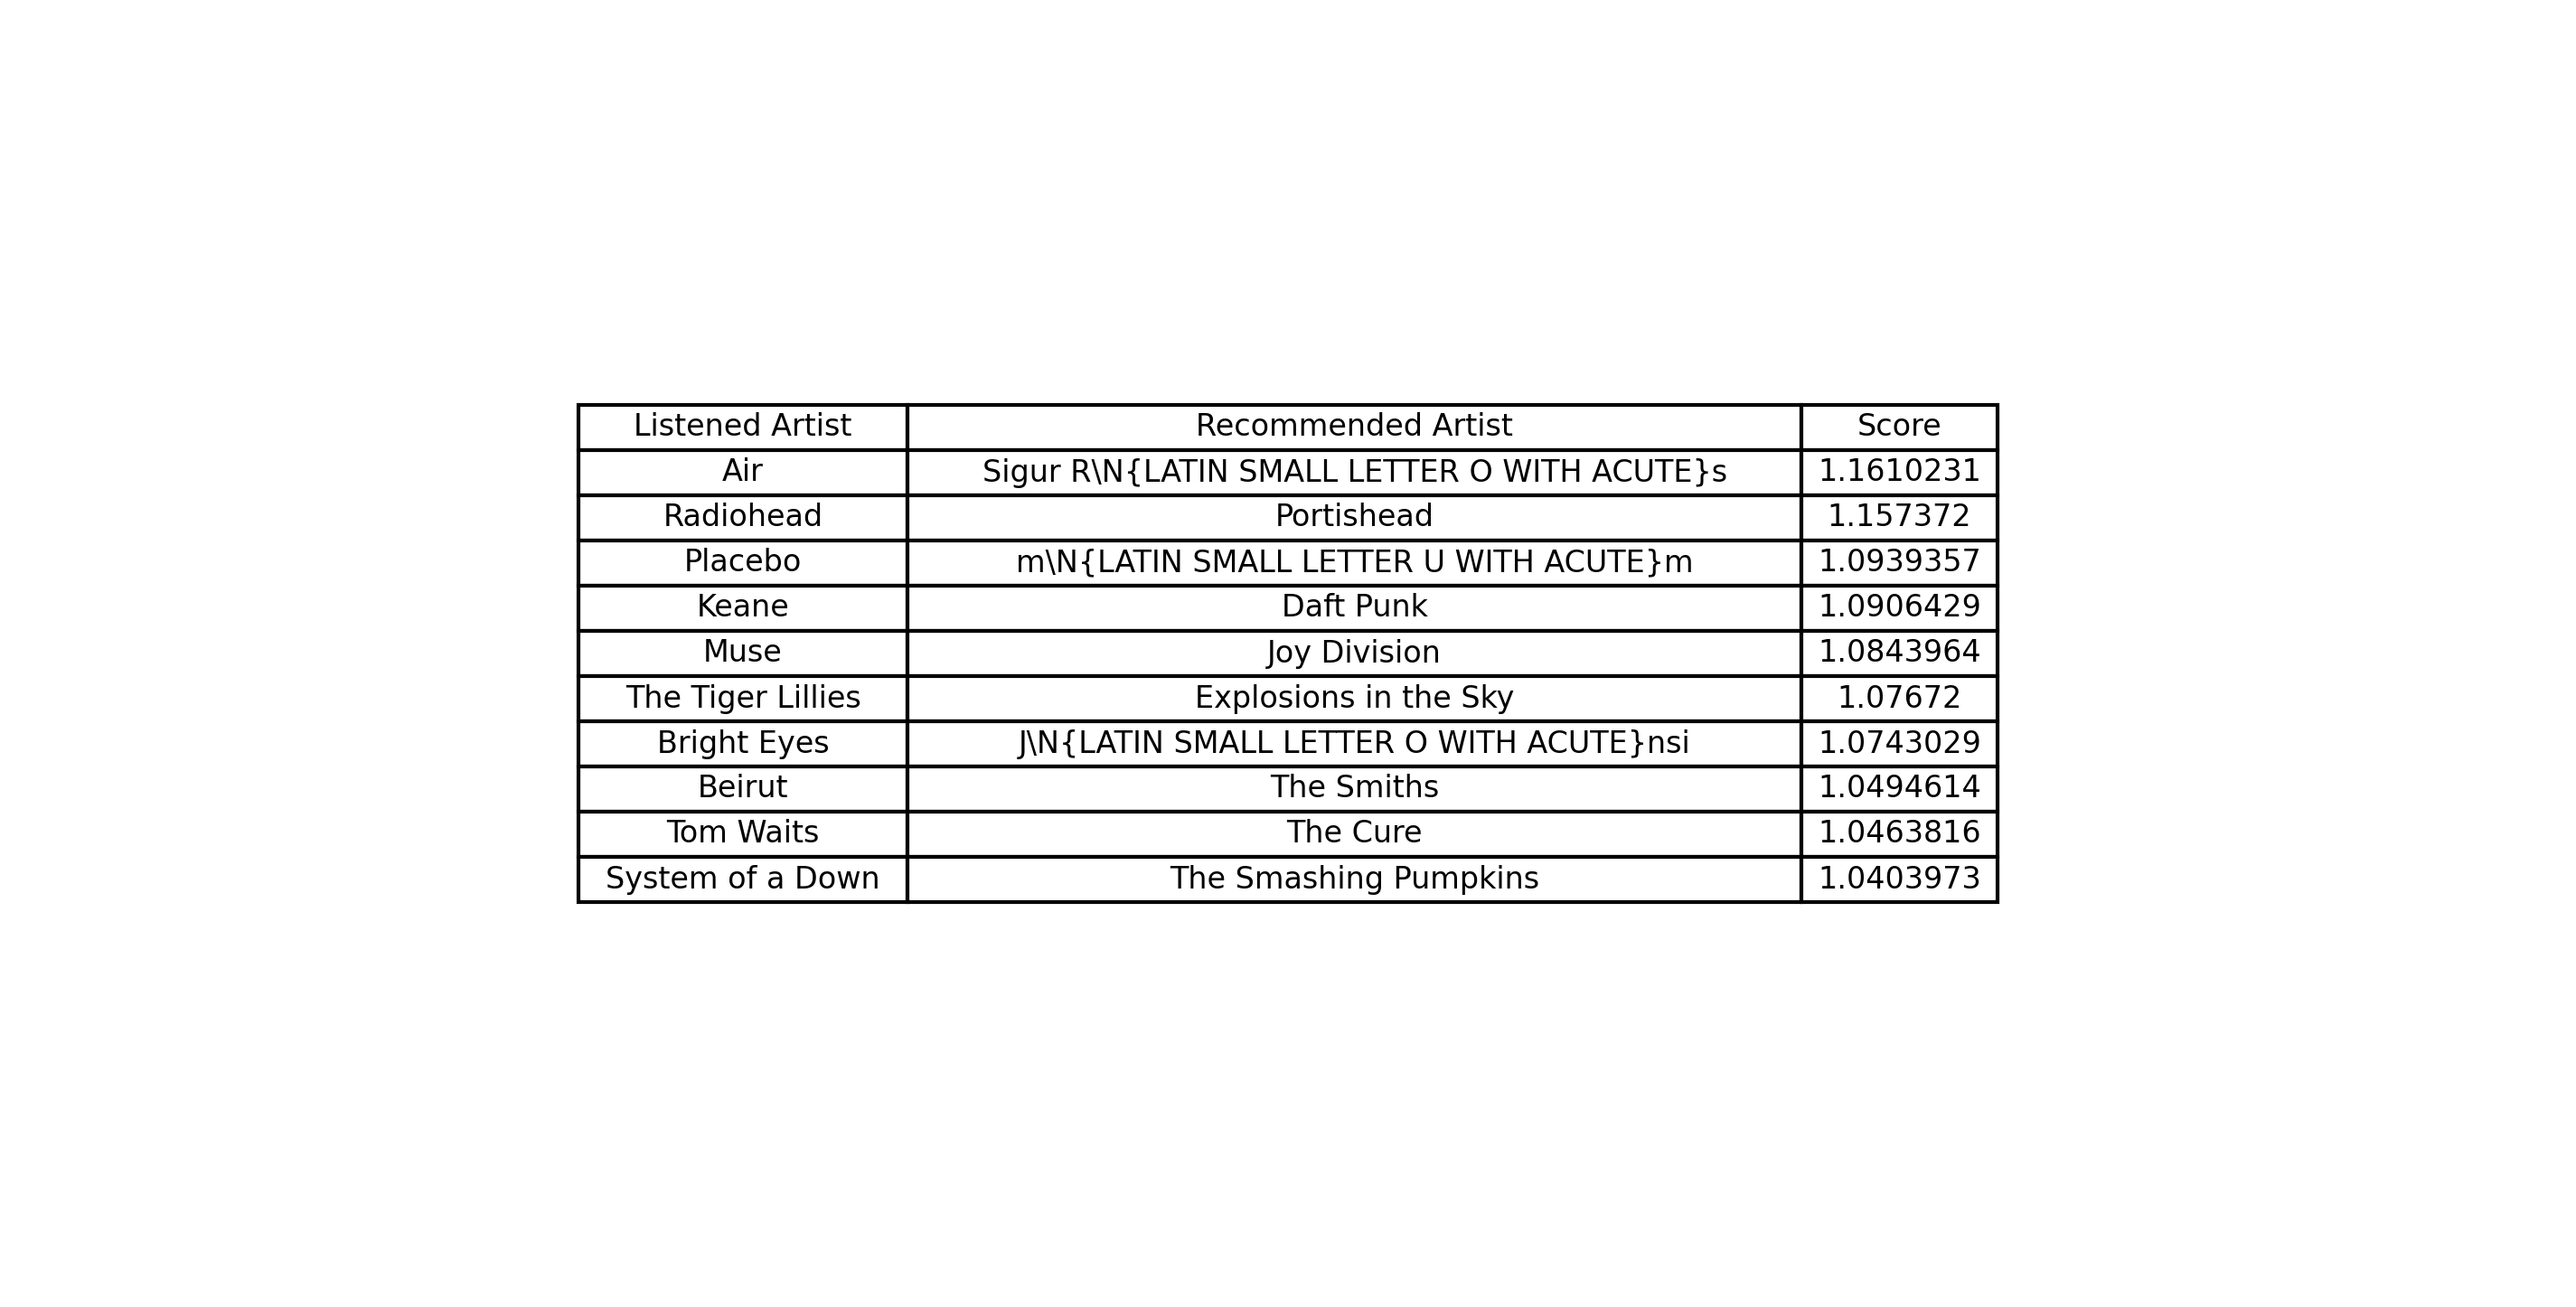 Listened Artist Recommended Artist Score
Air Sigur R\N{LATIN SMALL LETTER O WITH ACUTE}s 1.1610231
Radiohead Portishead 1.157372
Placebo m\N{LATIN SMALL LETTER U WITH ACUTE}m 1.0939357
Keane Daft Punk 1.0906429
Muse Joy Division 1.0843964
The Tiger Lillies Explosions in the Sky 1.07672
Bright Eyes J\N{LATIN SMALL LETTER O WITH ACUTE}nsi 1.0743029
Beirut The Smiths 1.0494614
Tom Waits The Cure 1.0463816
System of a Down The Smashing Pumpkins 1.0403973